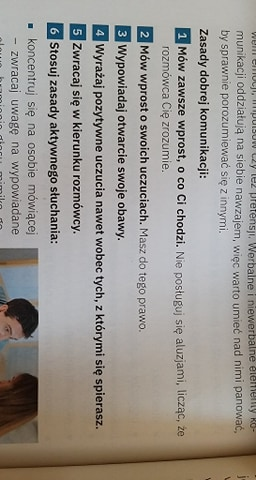 wem emocji, impulsów czy też pretensji. Werbalne i niewerbalne elementy ko-
munikacji oddziałują na siebie nawzajem, więc warto umieć nad nimi panować,
by sprawnie porozumiewać się z innymi.
Zasady dobrej komunikacji:
1 Mów zawsze wprost, o co Ci chodzi. Nie posługuj się aluzjami, licząc, że
rozmówca Cię zrozumie.
2 Mów wprost o swoich uczuciach. Masz do tego prawo.
3 Wypowiadaj otwarcie swoje obawy.
4 Wyrażaj pozytywne uczucia nawet wobec tych, z którymi się spierasz.
5 Zwracaj się w kierunku rozmówcy.
6 Stosuj zasady aktywnego słuchania:
▪ koncentruj się na osobie mówiącej
– zwracaj uwagę na wypowiadane